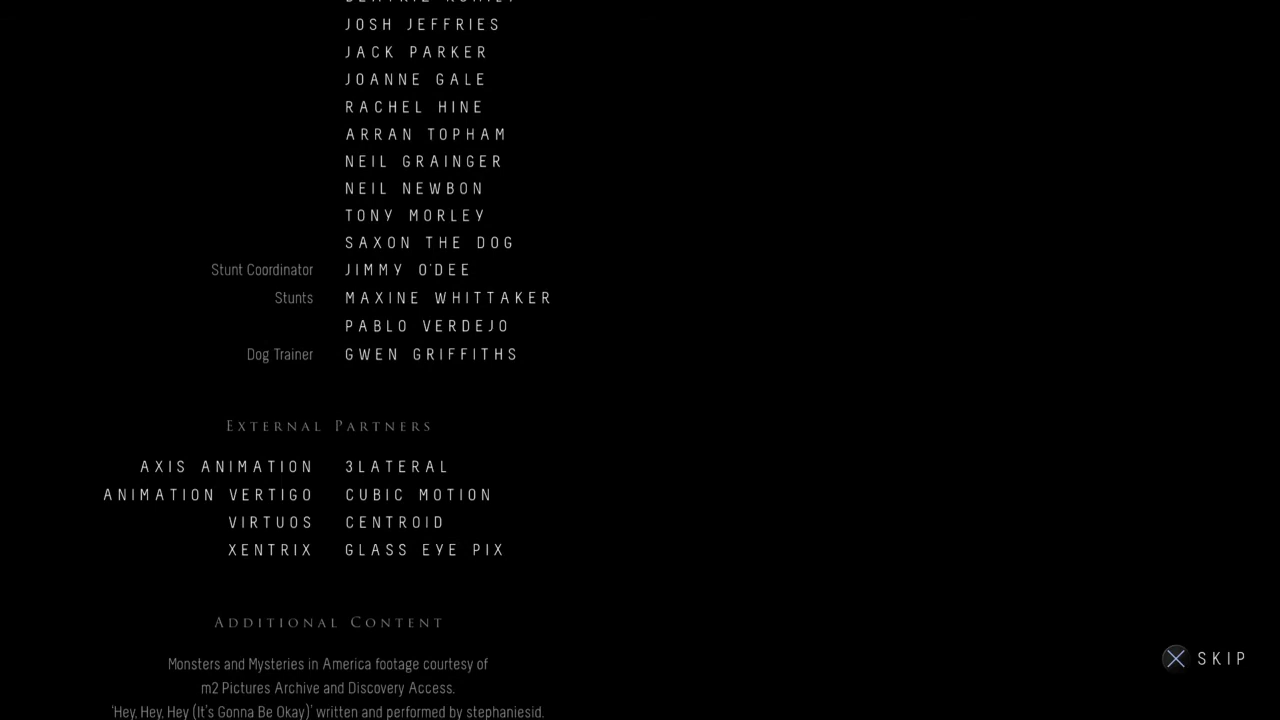 JOSH JEFFRIES
JACK PARKER
JOANNE GALE
RACHEL HINE
ARRAN TOPHAM
NEIL GRAINGER
NEIL NEWBON
TONY MORLEY
SAXON THE DOG
Stunt Coordinator JIMMY O'DEE
Stunts MAXINE WHITTAKER
PABLO VERDEJO
Dog Trainer GWEN GRIFFITHS
EXTERNAL PARTNERS
AXIS ANIMATION 3LATERAL
ANIMATION VERTIGO CUBIC MOTION
VIRTUOS CENTROID
XENTRIX GLASS EYE PIX
ADDITIONAL CONTENT
Monsters and Mysteries in America footage courtesy of
m2 Pictures Archive and Discovery Access.
'Hey, Hey, Hey (It's Gonna Be Okay)' written and performed by stephaniesid.
SKIP